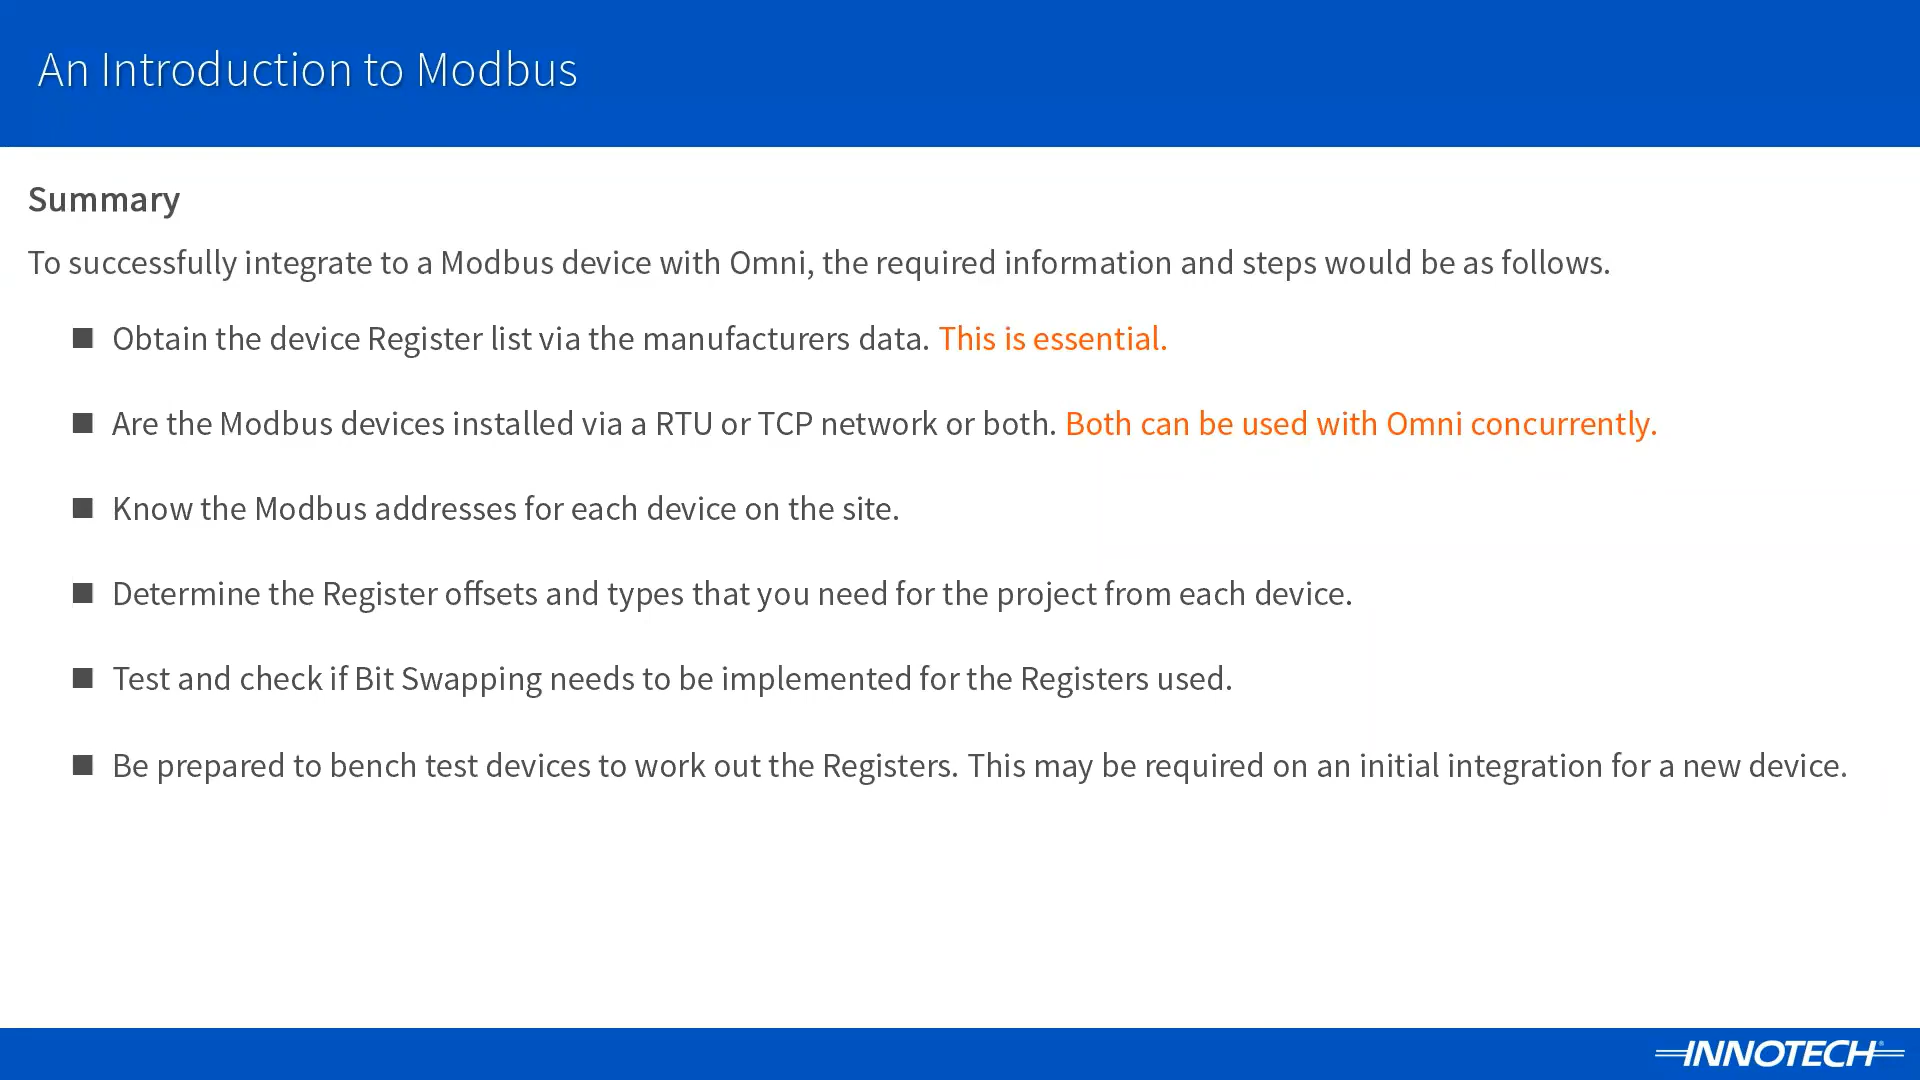 An Introduction to Modbus
Summary
To successfully integrate to a Modbus device with Omni, the required information and steps would be as follows.
Obtain the device Register list via the manufacturers data. This is essential.
Are the Modbus devices installed via a RTU or TCP network or both. Both can be used with Omni concurrently.
Know the Modbus addresses for each device on the site.
Determine the Register offsets and types that you need for the project from each device.
Test and check if Bit Swapping needs to be implemented for the Registers used.
Be prepared to bench test devices to work out the Registers. This may be required on an initial integration for a new device.
INNOTECH®